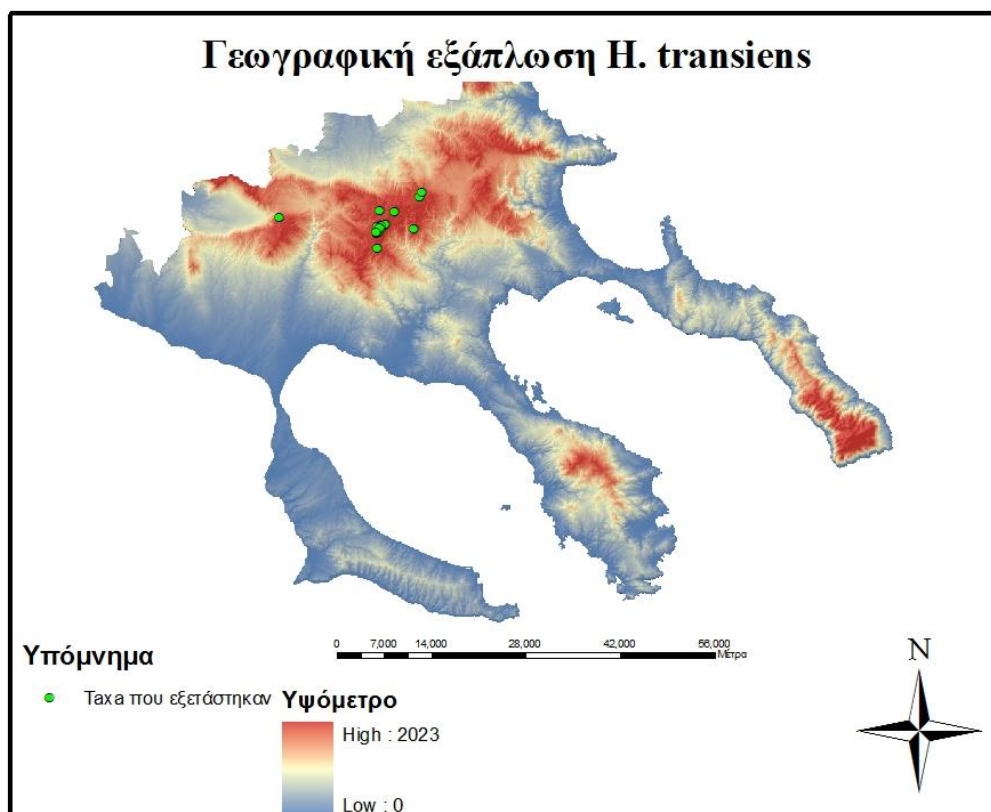 Γεωγραφική εξάπλωση H. transiens
0 7,000 14,000 28,000 42,000 56,000
Μέτρα
N
Υπόμνημα
Taxa που εξετάστηκαν
Υψόμετρο
High : 2023
Low : 0